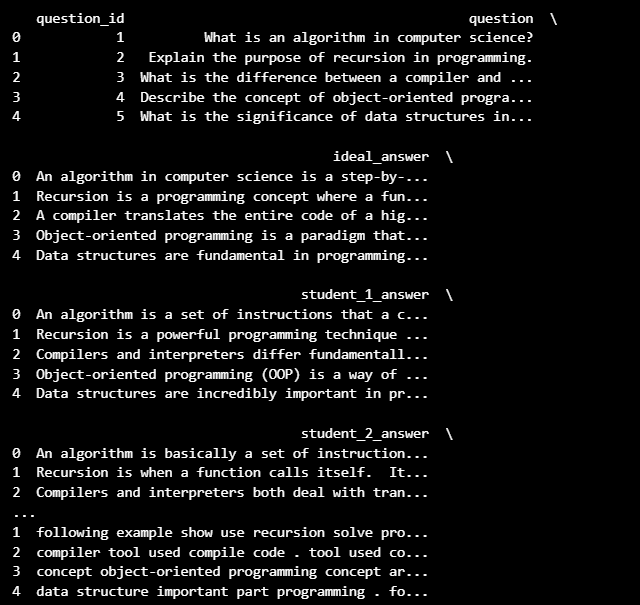 question_id question \
0 1 What is an algorithm in computer science?
1 2 Explain the purpose of recursion in programming.
2 3 What is the difference between a compiler and ...
3 4 Describe the concept of object-oriented progra...
4 5 What is the significance of data structures in...
ideal_answer \
0 An algorithm in computer science is a step-by-...
1 Recursion is a programming concept where a fun...
2 A compiler translates the entire code of a hig...
3 Object-oriented programming is a paradigm that...
4 Data structures are fundamental in programming...
student_1_answer \
0 An algorithm is a set of instructions that a c...
1 Recursion is a powerful programming technique ...
2 Compilers and interpreters differ fundamentall...
3 Object-oriented programming (OOP) is a way of ...
4 Data structures are incredibly important in pr...
student_2_answer \
0 An algorithm is basically a set of instruction...
1 Recursion is when a function calls itself.  It...
2 Compilers and interpreters both deal with tran...
...
1 following example show use recursion solve pro...
2 compiler tool used compile code . tool used co...
3 concept object-oriented programming concept ar...
4 data structure important part programming . fo...